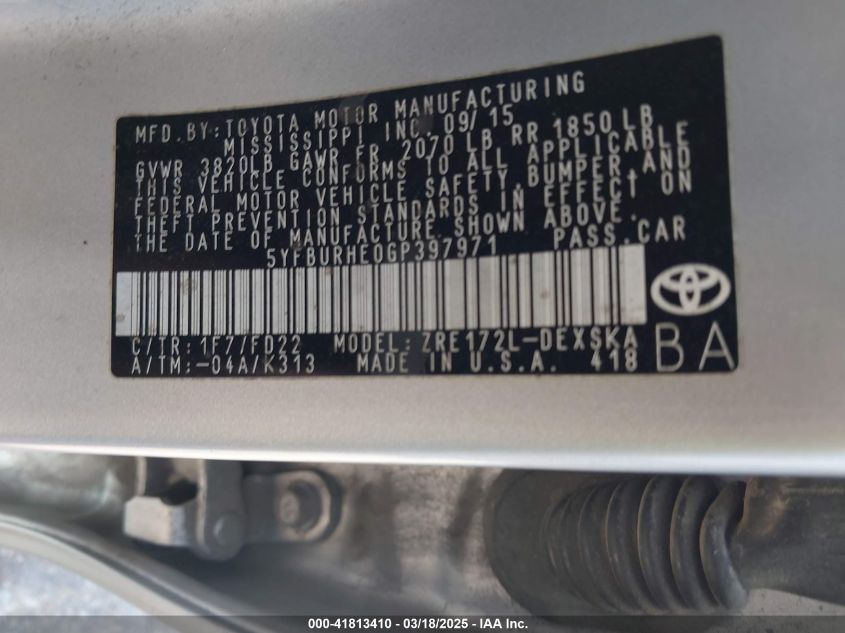 MFD. BY: TOYOTA MOTOR MANUFACTURING
MISSISSIPPI INC. 09/15
GVWR 3820LB GAWR FR 2070 LB RR 1850 LB
THIS VEHICLE CONFORMS TO ALL APPLICABLE
FEDERAL MOTOR VEHICLE SAFETY,BUMPER,AND
THEFT PREVENTION STANDARDS IN EFFECT ON
THE DATE OF MANUFACTURE SHOWN ABOVE.
5YFBURHE0GP397971 PASS.CAR
C/TR: 1F7/FD22 MODEL: ZRE172L-DEXSKA
A/TM:-04A/K313 MADE IN U.S.A. 418
BA
000-41813410 - 03/18/2025 - IAA Inc.